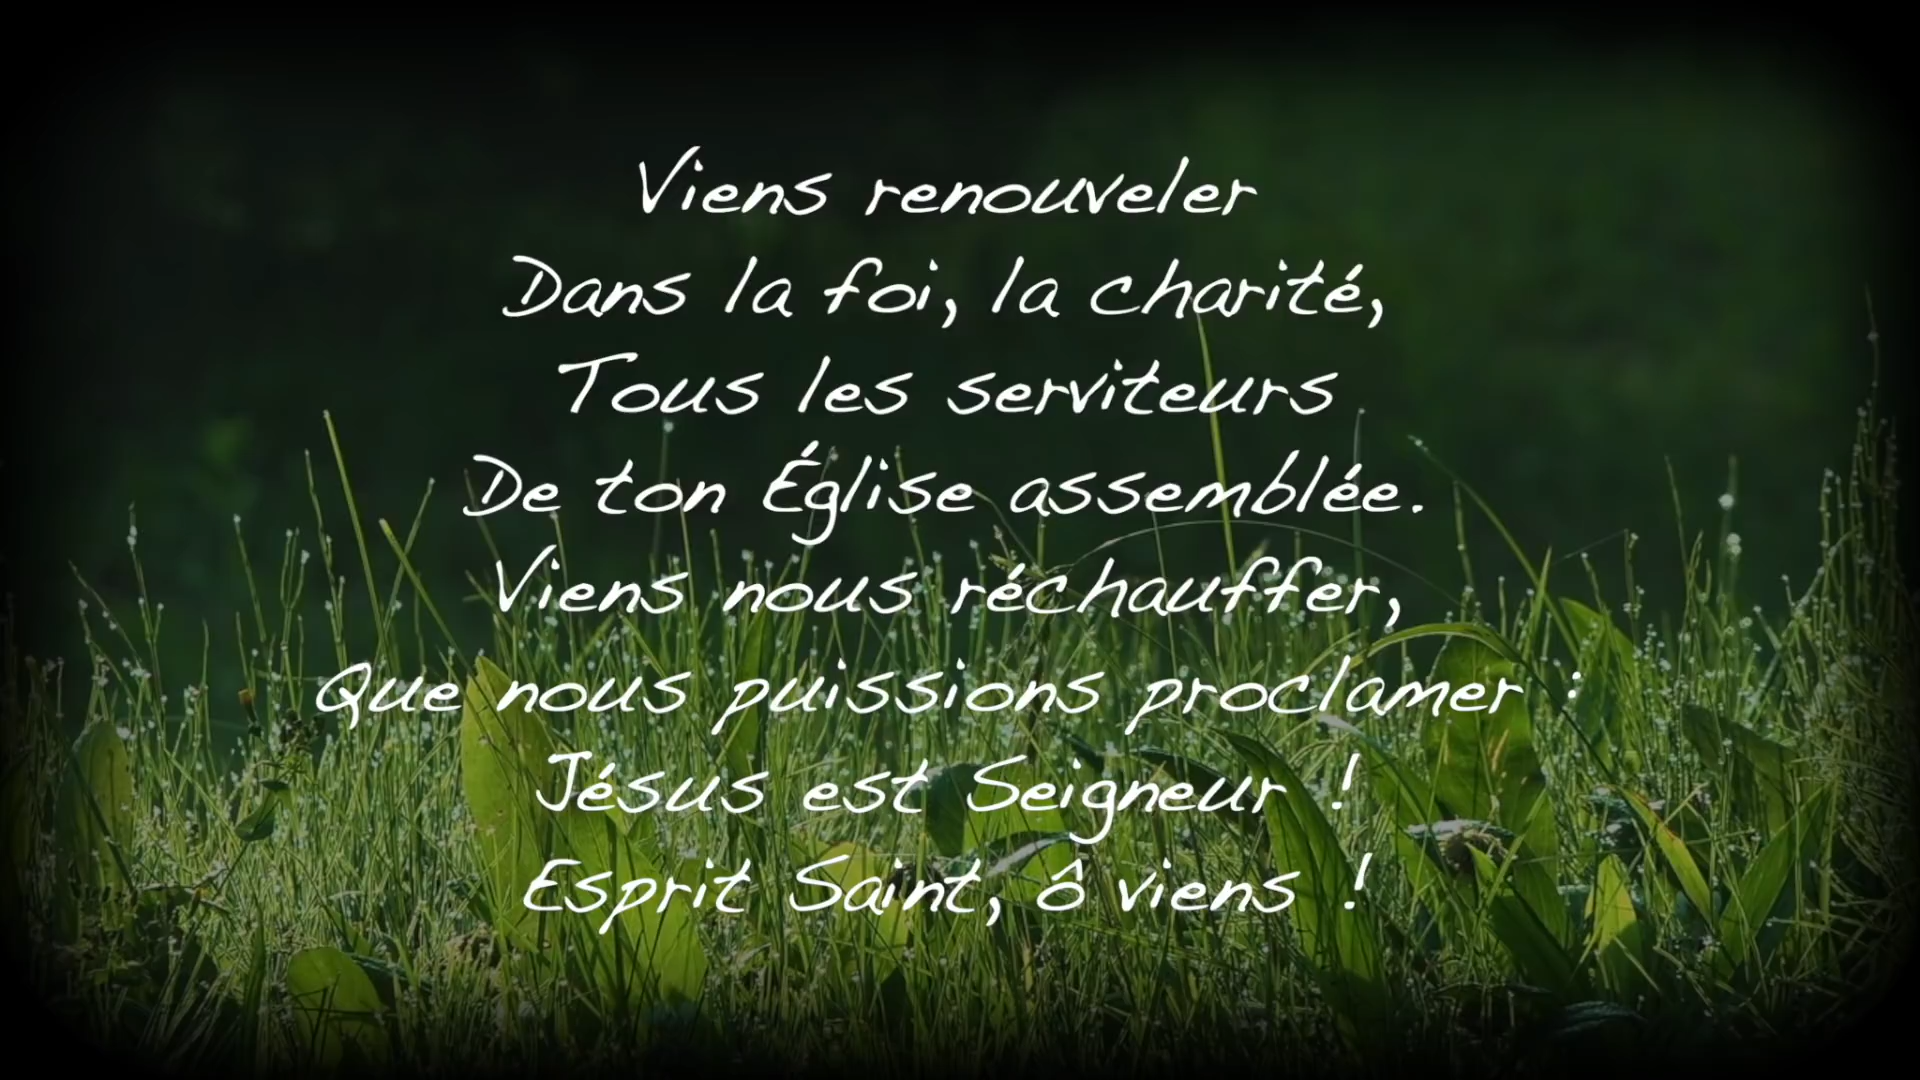 Viens renouveler
Dans la foi, la charité,
Tous les serviteurs
De ton Église assemblée.
Viens nous réchauffer,
Que nous puissions proclamer :
Jésus est Seigneur !
Esprit Saint, ô viens !